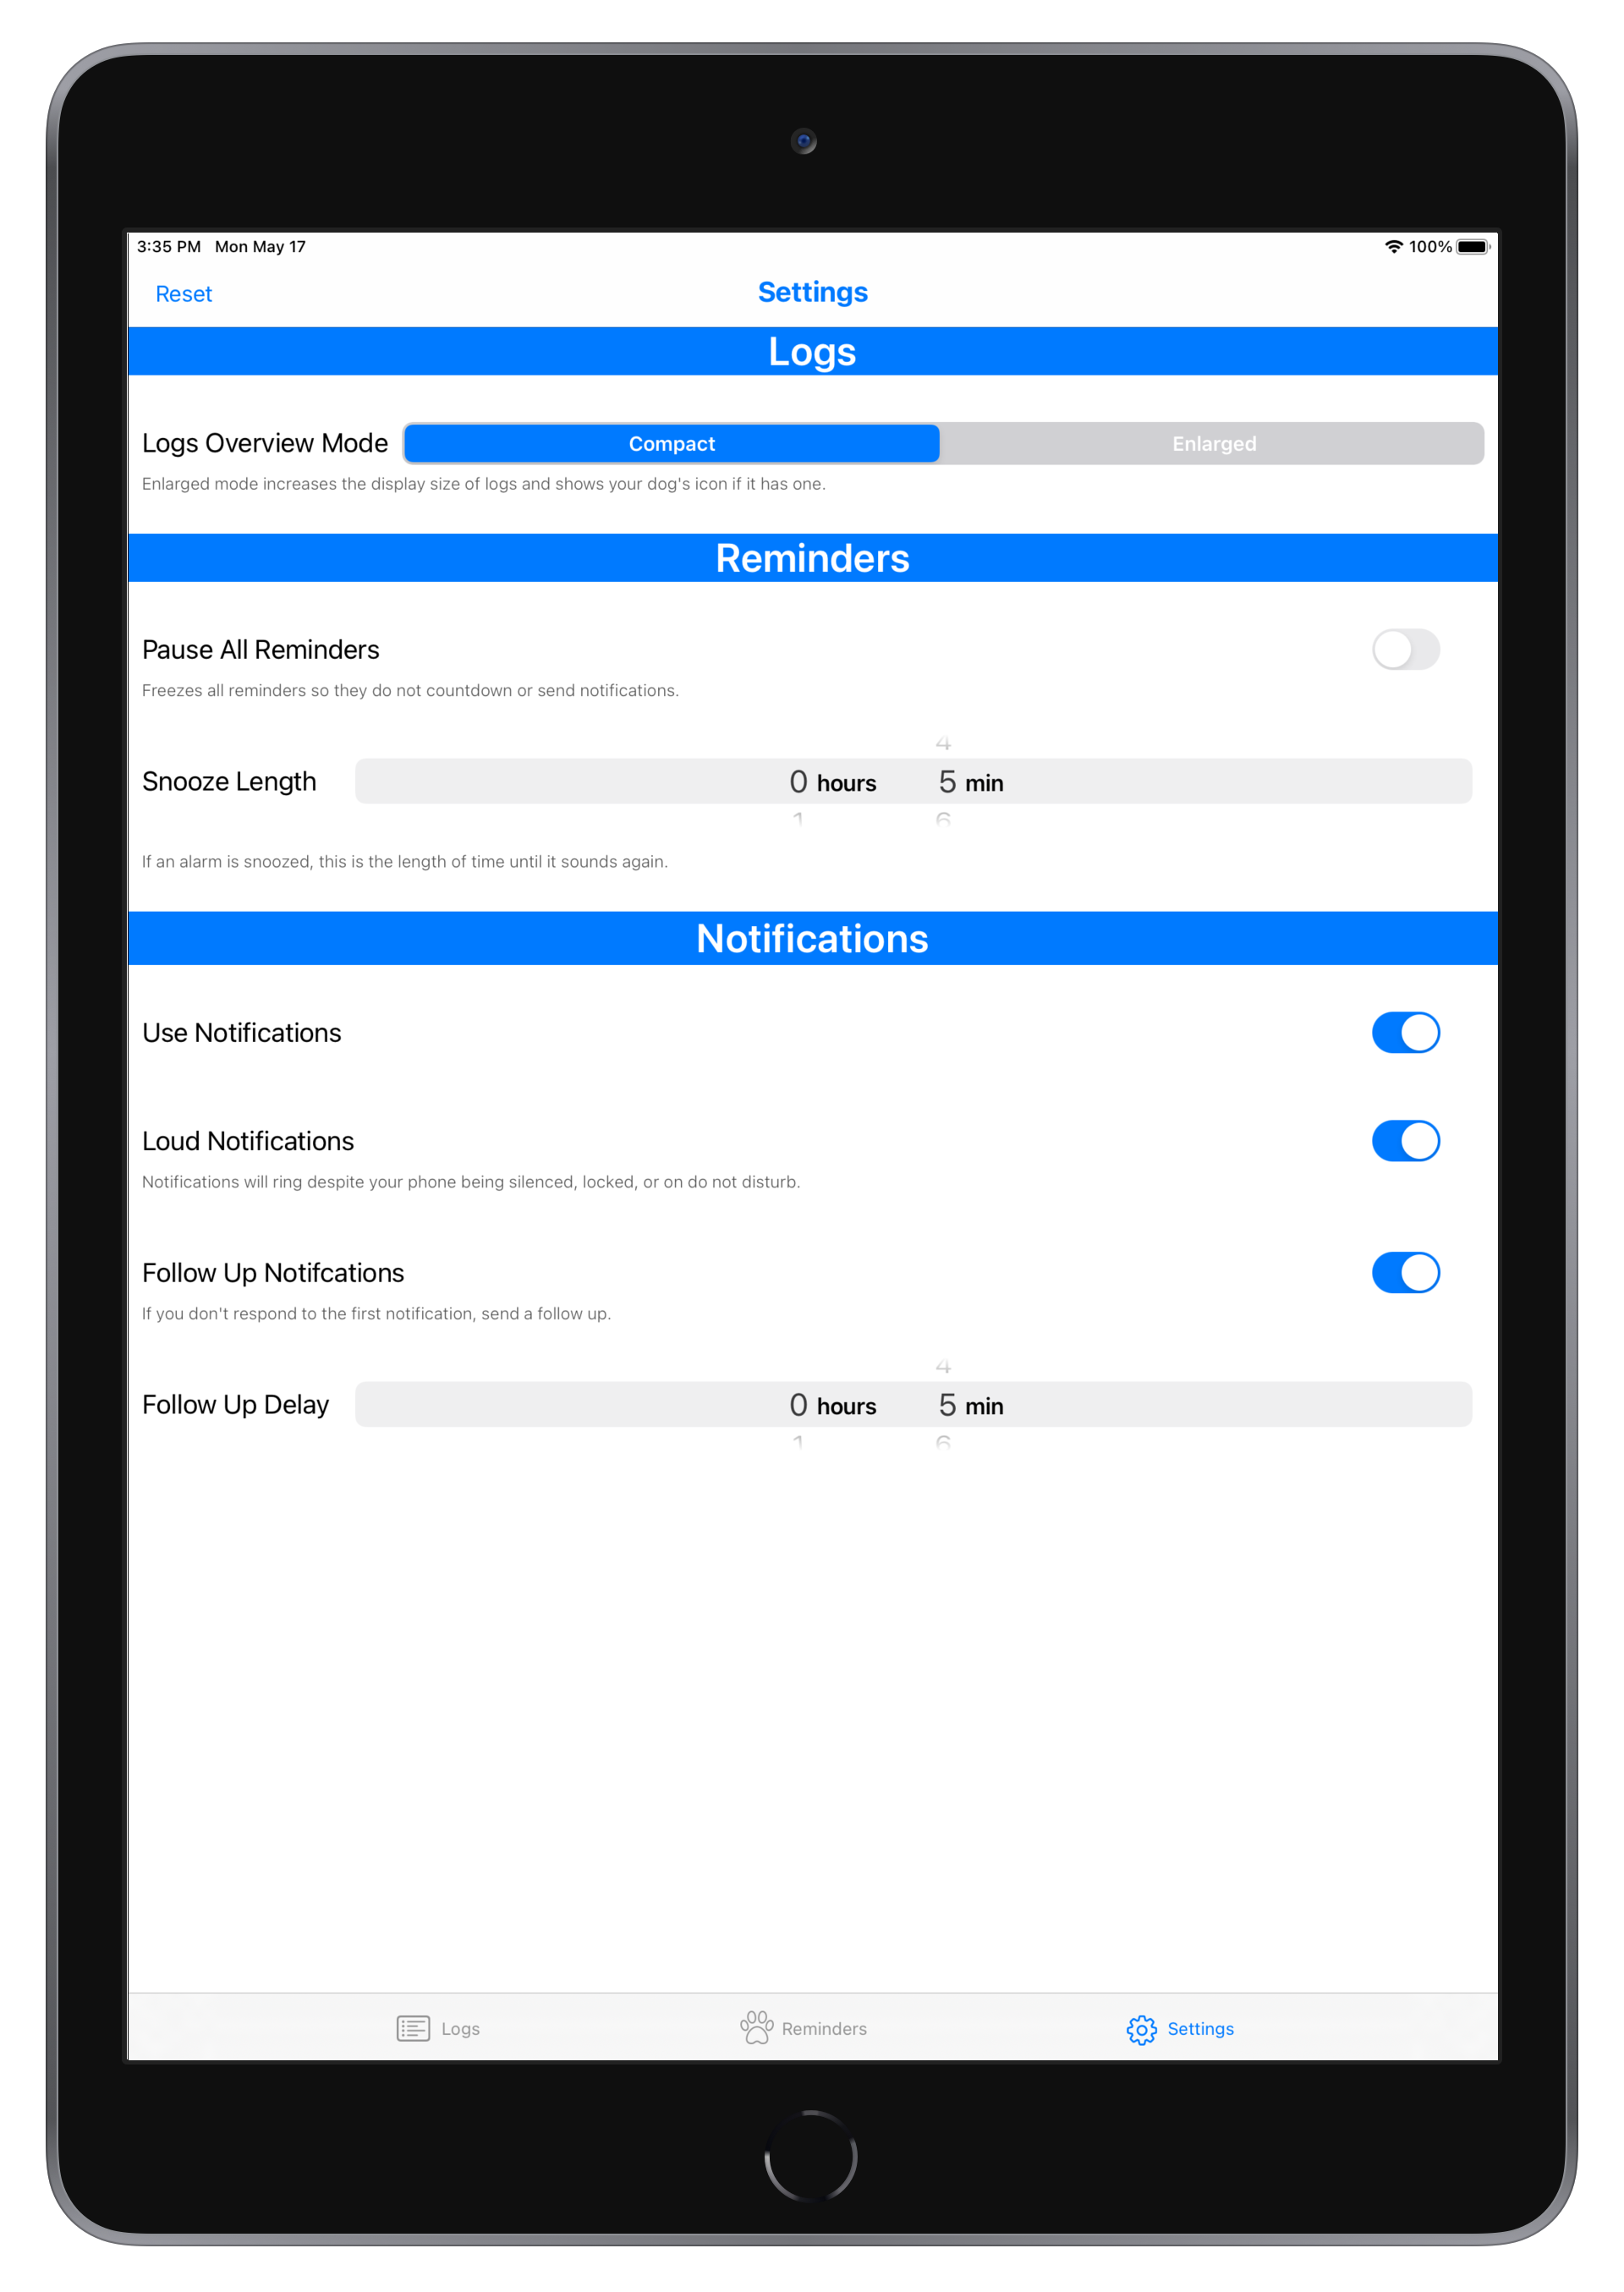 3:35 PM Mon May 17 100%
Reset Settings
Logs
Logs Overview Mode Compact Enlarged
Enlarged mode increases the display size of logs and shows your dog's icon if it has one.
Reminders
Pause All Reminders
Freezes all reminders so they do not countdown or send notifications.
4
Snooze Length 0 hours 5 min
1 6
If an alarm is snoozed, this is the length of time until it sounds again.
Notifications
Use Notifications
Loud Notifications
Notifications will ring despite your phone being silenced, locked, or on do not disturb.
Follow Up Notifcations
If you don't respond to the first notification, send a follow up.
4
Follow Up Delay 0 hours 5 min
1 6
Logs Reminders Settings